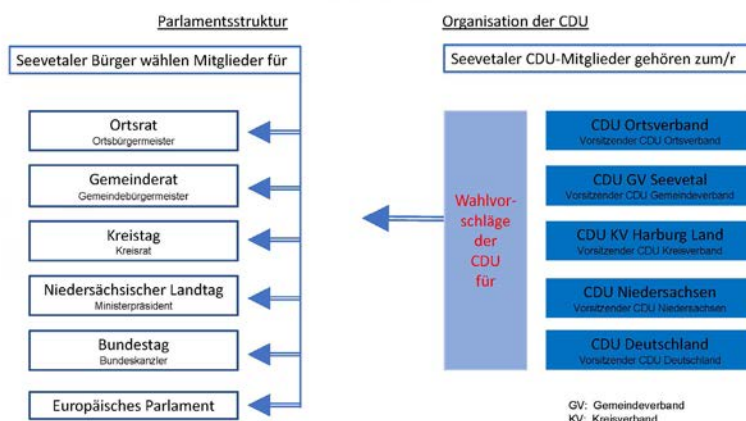 Parlamentsstruktur
Seevetaler Bürger wählen Mitglieder für
Ortsrat
Ortsbürgermeister
Gemeinderat
Gemeindebürgermeister
Kreistag
Kreisrat
Niedersächsischer Landtag
Ministerpräsident
Bundestag
Bundeskanzler
Europäisches Parlament
Organisation der CDU
Seevetaler CDU-Mitglieder gehören zum/r
Wahlvor-
schläge
der
CDU
für
CDU Ortsverband
Vorsitzender CDU Ortsverband
CDU GV Seevetal
Vorsitzender CDU Gemeindeverband
CDU KV Harburg Land
Vorsitzender CDU Kreisverband
CDU Niedersachsen
Vorsitzender CDU Niedersachsen
CDU Deutschland
Vorsitzender CDU Deutschland
GV: Gemeindeverband
KV: Kreisverband